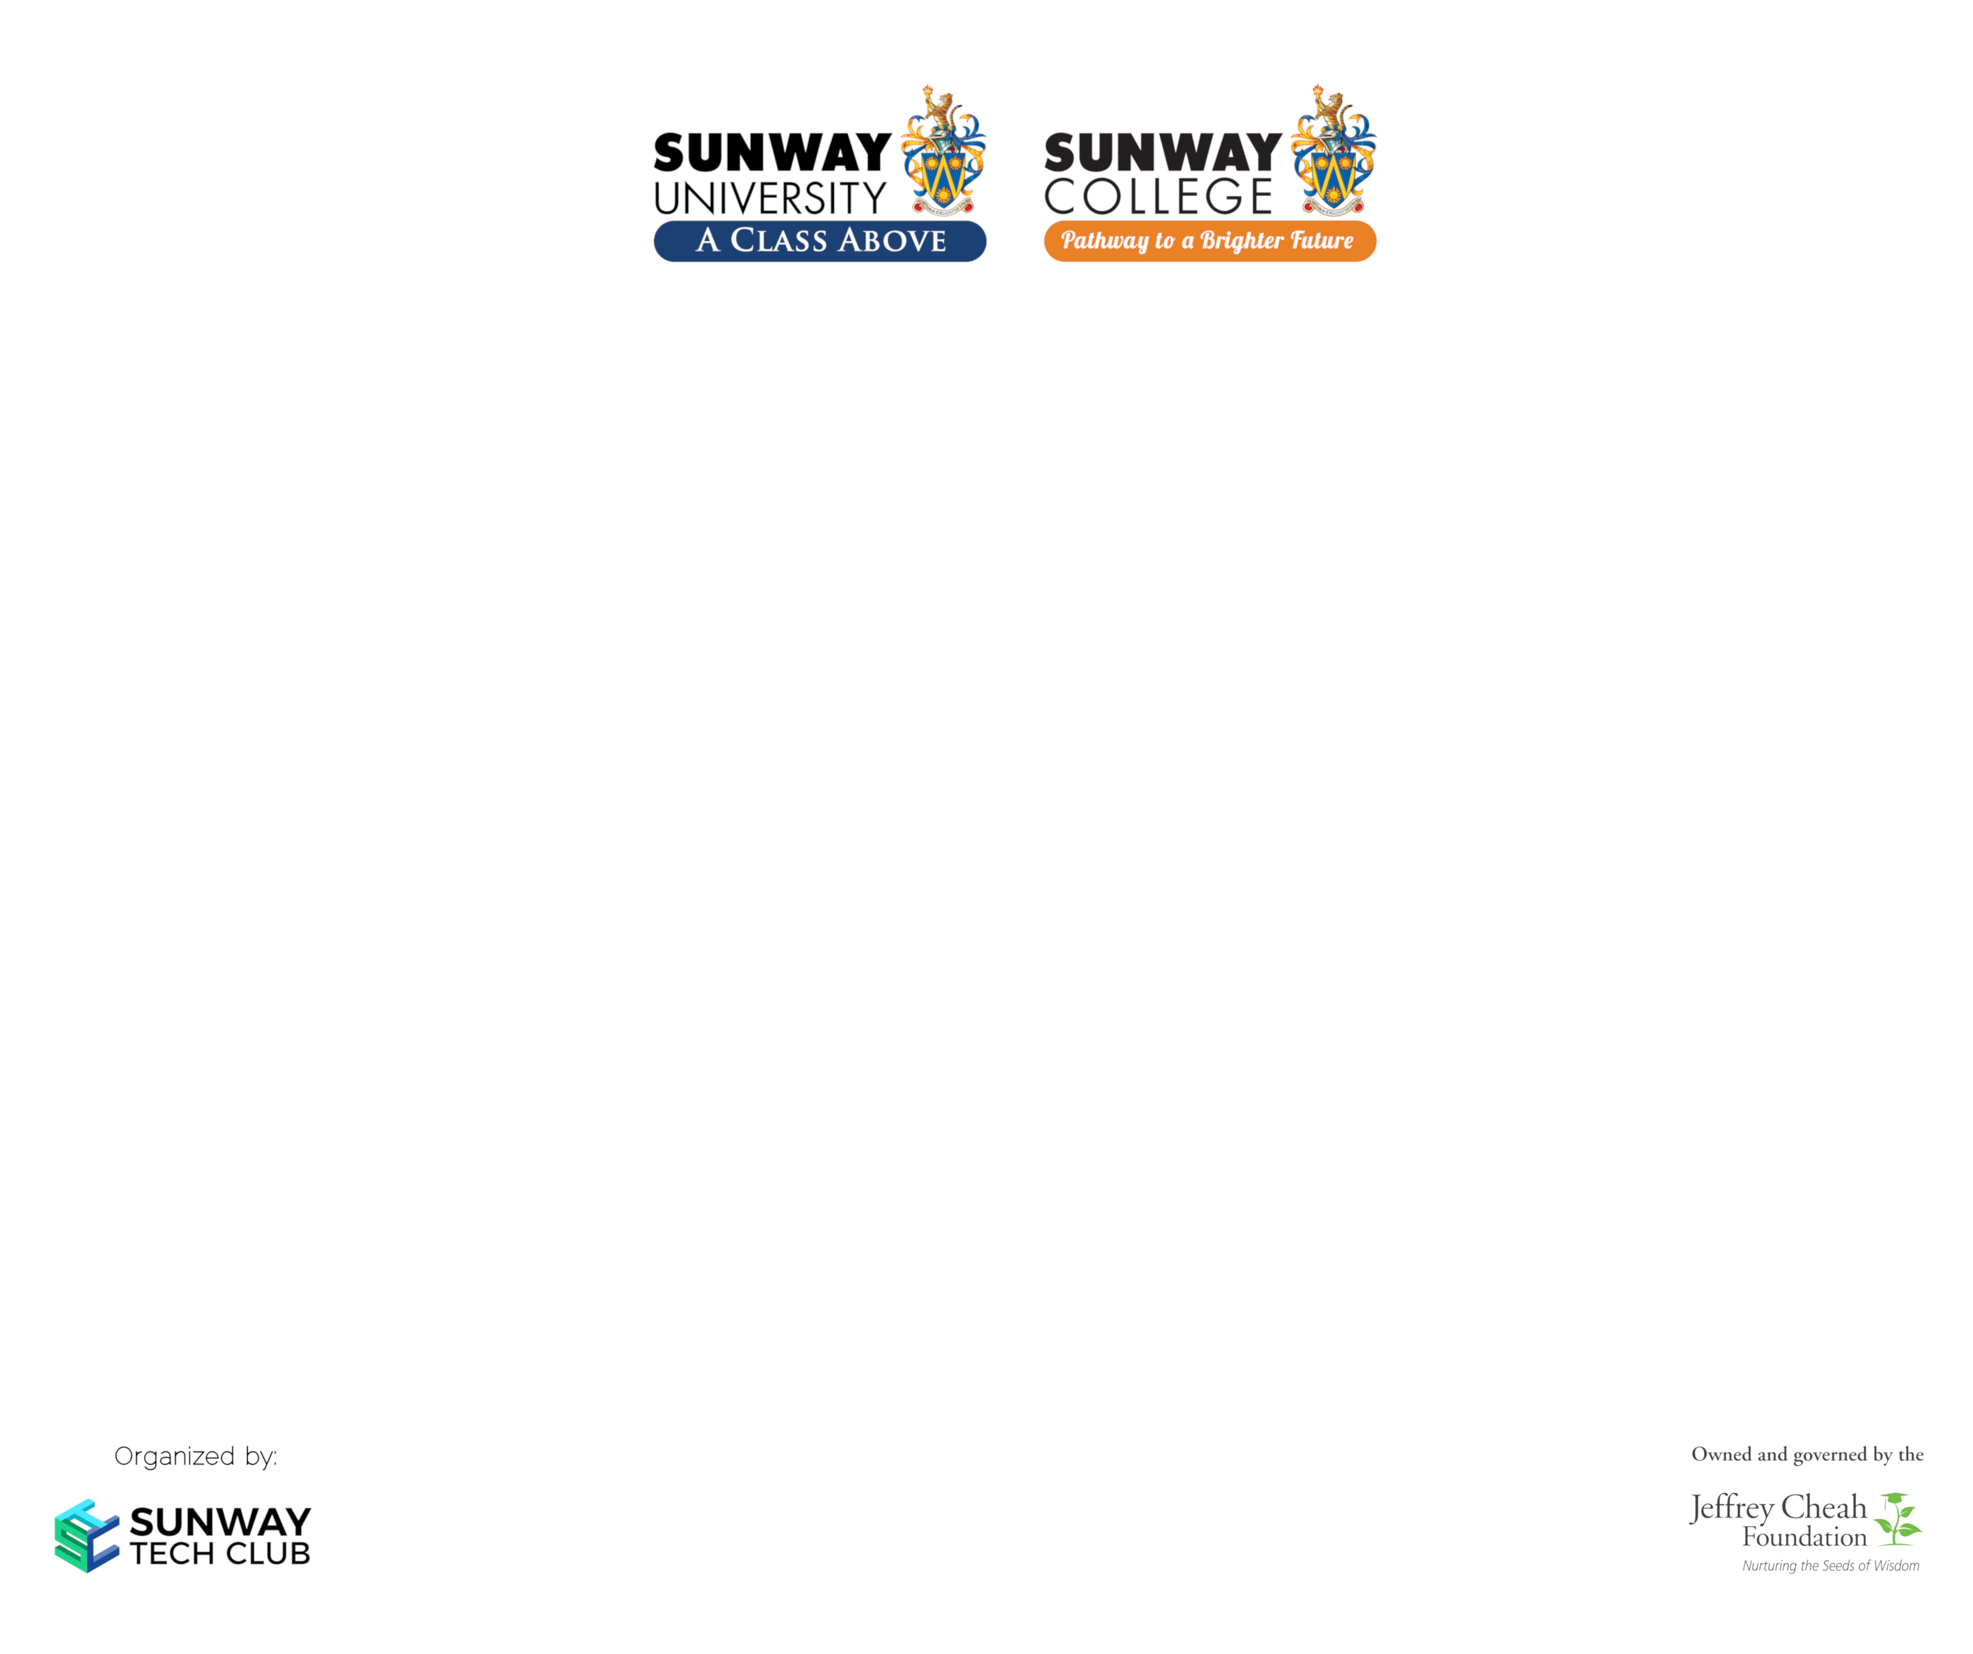 SUNWAY
UNIVERSITY
A CLASS ABOVE
SUNWAY
COLLEGE
Pathway to a Brighter Future
Organized by:
SUNWAY
TECH CLUB
Owned and governed by the
Jeffrey Cheah
Foundation
Nurturing the Seeds of Wisdom